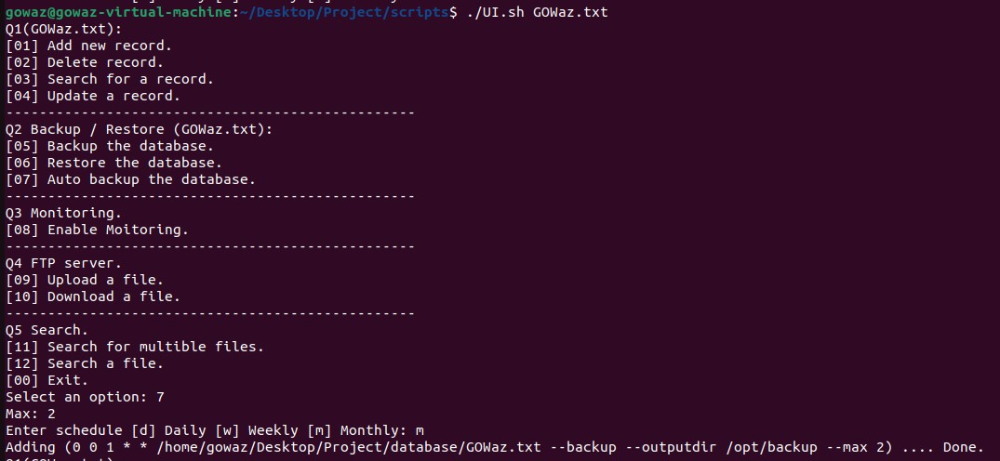 gowaz@gowaz-virtual-machine:~/Desktop/Project/scripts$ ./UI.sh GOWaz.txt
Q1(GOWaz.txt):
[01] Add new record.
[02] Delete record.
[03] Search for a record.
[04] Update a record.
-------------------------------------------------
Q2 Backup / Restore (GOWaz.txt):
[05] Backup the database.
[06] Restore the database.
[07] Auto backup the database.
-------------------------------------------------
Q3 Monitoring.
[08] Enable Moitoring.
-------------------------------------------------
Q4 FTP server.
[09] Upload a file.
[10] Download a file.
-------------------------------------------------
Q5 Search.
[11] Search for multible files.
[12] Search a file.
[00] Exit.
Select an option: 7
Max: 2
Enter schedule [d] Daily [w] Weekly [m] Monthly: m
Adding (0 0 1 * * /home/gowaz/Desktop/Project/database/GOWaz.txt --backup --outputdir /opt/backup --max 2) .... Done.